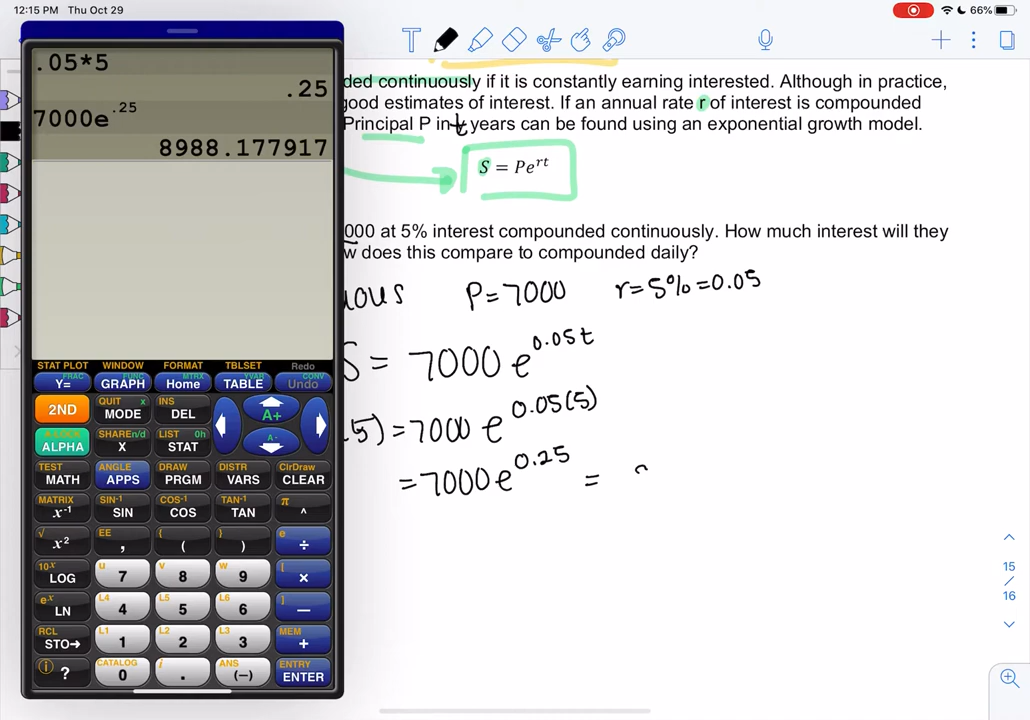 12:15 PM Thu Oct 29
66%
.05*5
.25
7000e^.25
8988.177917
ded continuously if it is constantly earning interested. Although in practice,
good estimates of interest. If an annual rate r of interest is compounded
Principal P in t years can be found using an exponential growth model.
S = Pe^rt
000 at 5% interest compounded continuously. How much interest will they
w does this compare to compounded daily?
uous P=7000 r=5%=0.05
S = 7000 e^0.05t
(5) = 7000 e^0.05(5)
= 7000 e^0.25 =
STAT PLOT WINDOW FORMAT TBLSET Redo
Y= GRAPH Home TABLE Undo
2ND
QUIT x INS
MODE DEL A+
ALPHA
SHARE n/d LIST 0h A-
X STAT
TEST ANGLE DRAW DISTR ClrDraw
MATH APPS PRGM VARS CLEAR
MATRIX SIN⁻¹ COS⁻¹ TAN⁻¹ π
x⁻¹ SIN COS TAN ^
√ EE { } e
x² , ( ) ÷
10^x u v w [
LOG 7 8 9 ×
e^x L4 L5 L6 ]
LN 4 5 6 −
RCL L1 L2 L3 MEM
STO→ 1 2 3 +
CATALOG i ANS ENTRY
? 0 . (−) ENTER
T
15
/
16